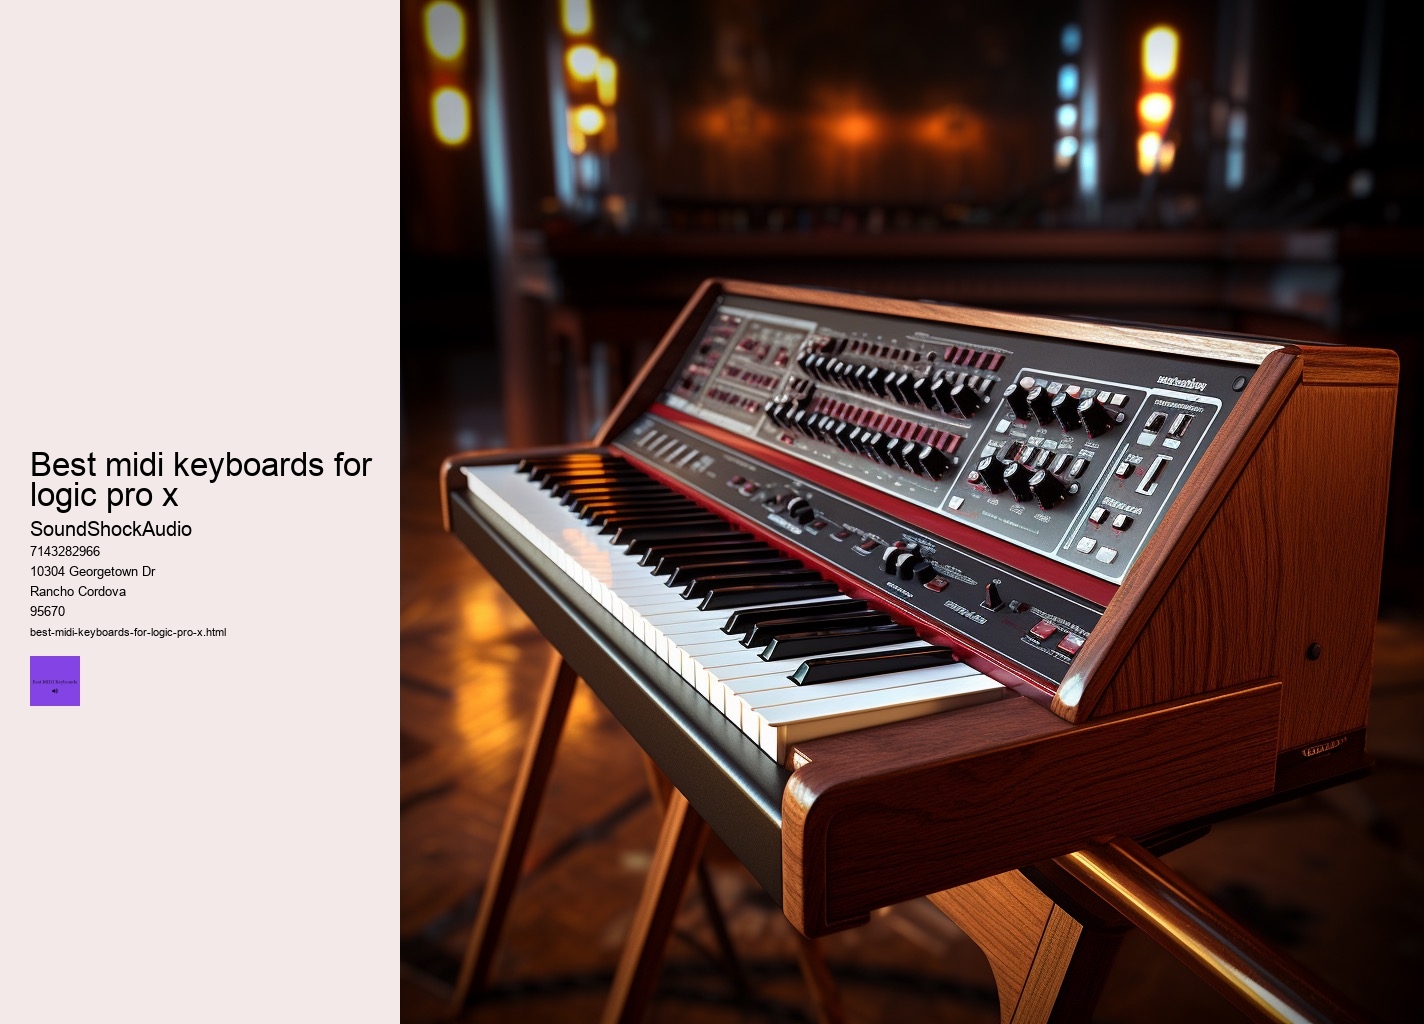 Best midi keyboards for
logic pro x
SoundShockAudio
7143282966
10304 Georgetown Dr
Rancho Cordova
95670
best-midi-keyboards-for-logic-pro-x.html
Best MIDI Keyboards